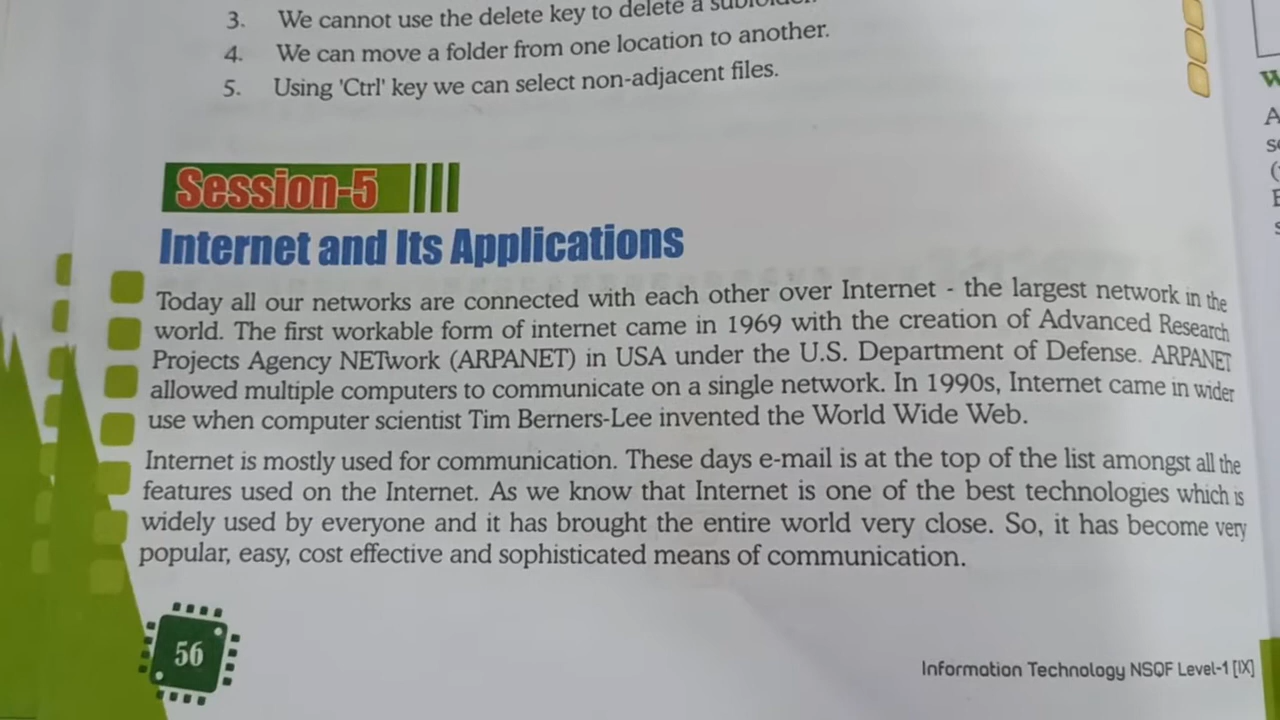 3. We cannot use the delete key to delete a subfolder.
4. We can move a folder from one location to another.
5. Using 'Ctrl' key we can select non-adjacent files.
Session-5
Internet and Its Applications
Today all our networks are connected with each other over Internet - the largest network in the
world. The first workable form of internet came in 1969 with the creation of Advanced Research
Projects Agency NETwork (ARPANET) in USA under the U.S. Department of Defense. ARPANET
allowed multiple computers to communicate on a single network. In 1990s, Internet came in wider
use when computer scientist Tim Berners-Lee invented the World Wide Web.
Internet is mostly used for communication. These days e-mail is at the top of the list amongst all the
features used on the Internet. As we know that Internet is one of the best technologies which is
widely used by everyone and it has brought the entire world very close. So, it has become very
popular, easy, cost effective and sophisticated means of communication.
56
Information Technology NSQF Level-1 [IX]